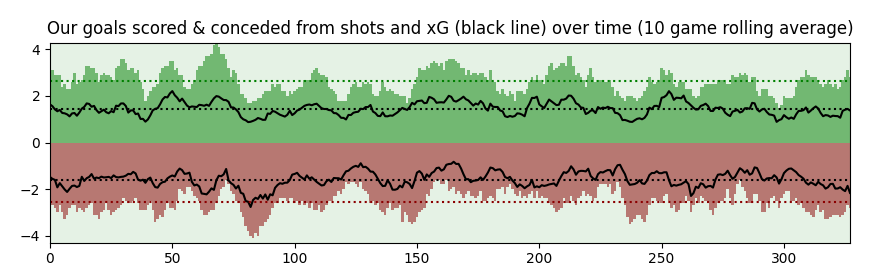 Our goals scored & conceded from shots and xG (black line) over time (10 game rolling average)
4
2
0
−2
−4
0 50 100 150 200 250 300